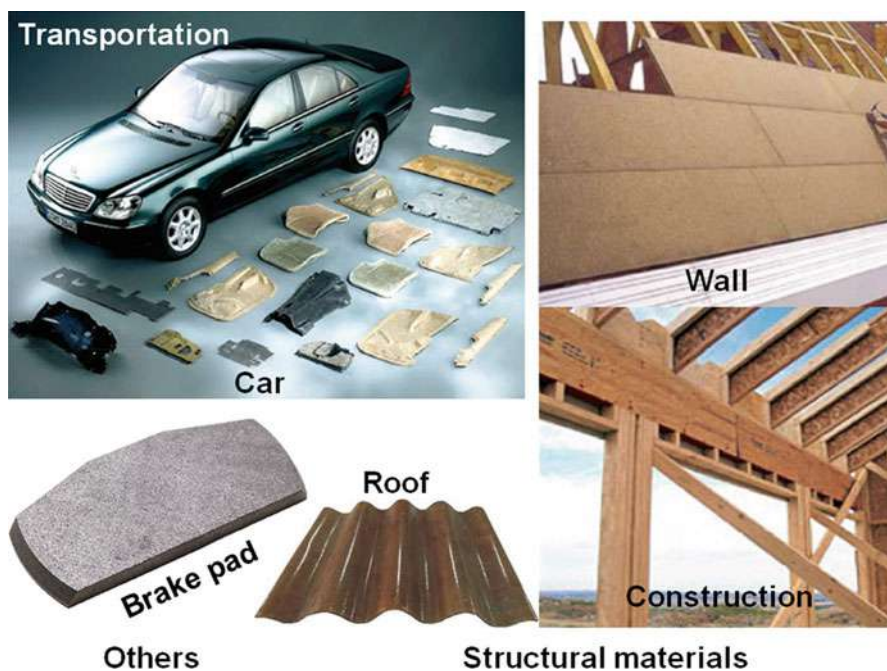 Transportation
Car
Wall
Roof
Brake pad
Construction
Others
Structural materials